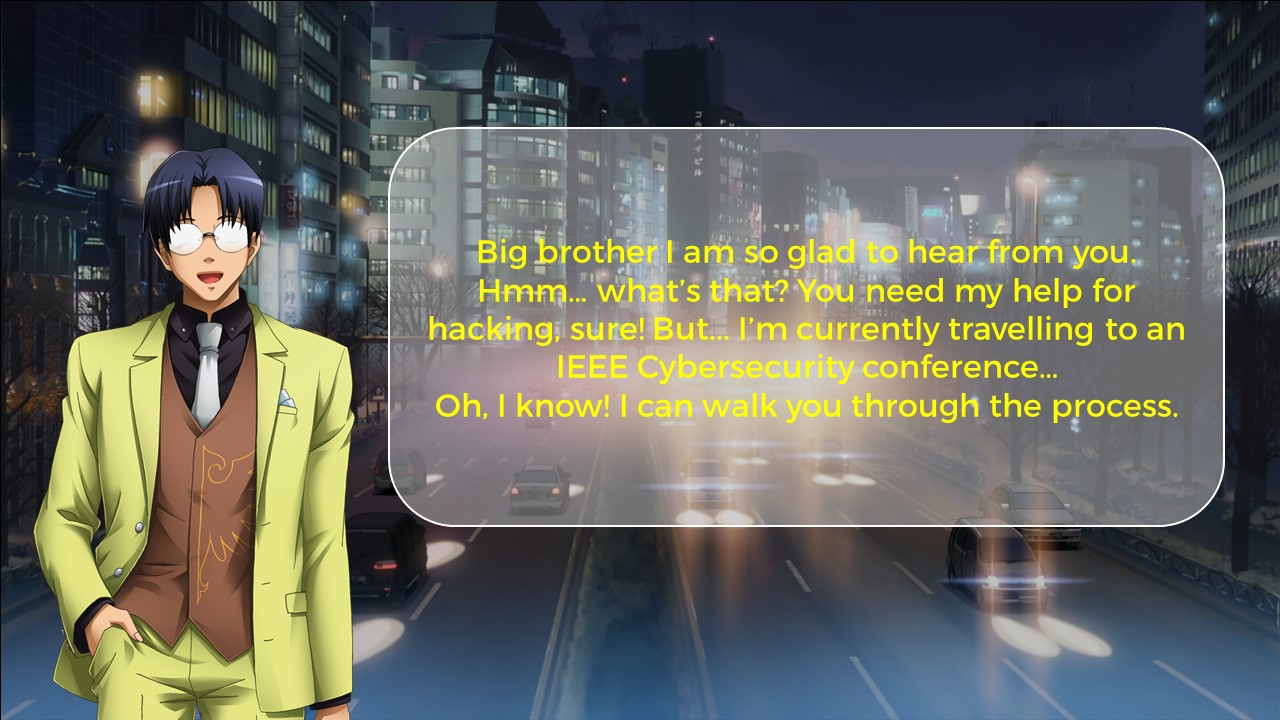 Big brother I am so glad to hear from you.
Hmm... what's that? You need my help for
hacking, sure! But... I'm currently travelling to an
IEEE Cybersecurity conference...
Oh, I know! I can walk you through the process.